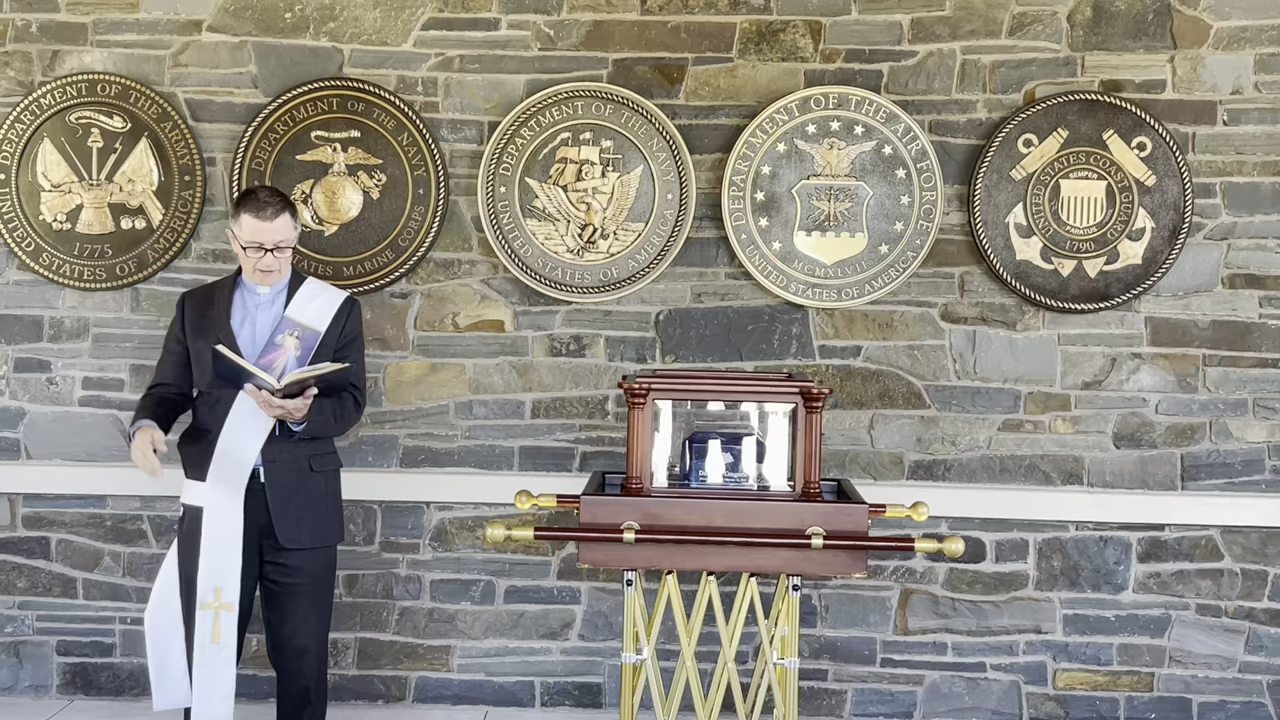 DEPARTMENT OF THE ARMY
1775
STATES OF AMERICA
DEPARTMENT OF THE NAVY
MARINE CORPS
DEPARTMENT OF THE NAVY
UNITED STATES OF AMERICA
DEPARTMENT OF THE AIR FORCE
MCMXLVII
UNITED STATES OF AMERICA
UNITED STATES COAST GUARD
SEMPER
PARATUS
1790